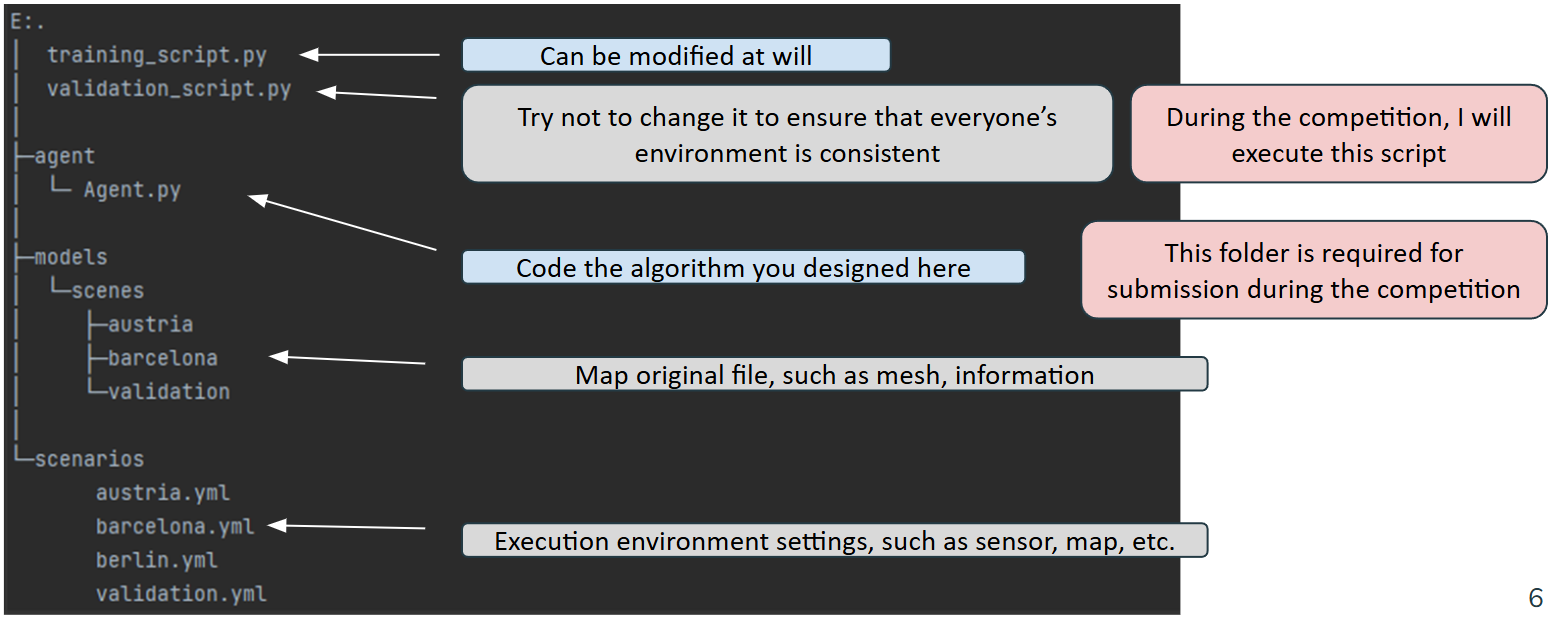 E:.
│ training_script.py
Can be modified at will
│ validation_script.py
Try not to change it to ensure that everyone's
environment is consistent
During the competition, I will
execute this script
│
├─agent
│ └─ Agent.py
Code the algorithm you designed here
This folder is required for
submission during the competition
│
├─models
│ └─scenes
│ ├─austria
│ ├─barcelona
│ └─validation
Map original file, such as mesh, information
│
└─scenarios
austria.yml
barcelona.yml
berlin.yml
validation.yml
Execution environment settings, such as sensor, map, etc.
6